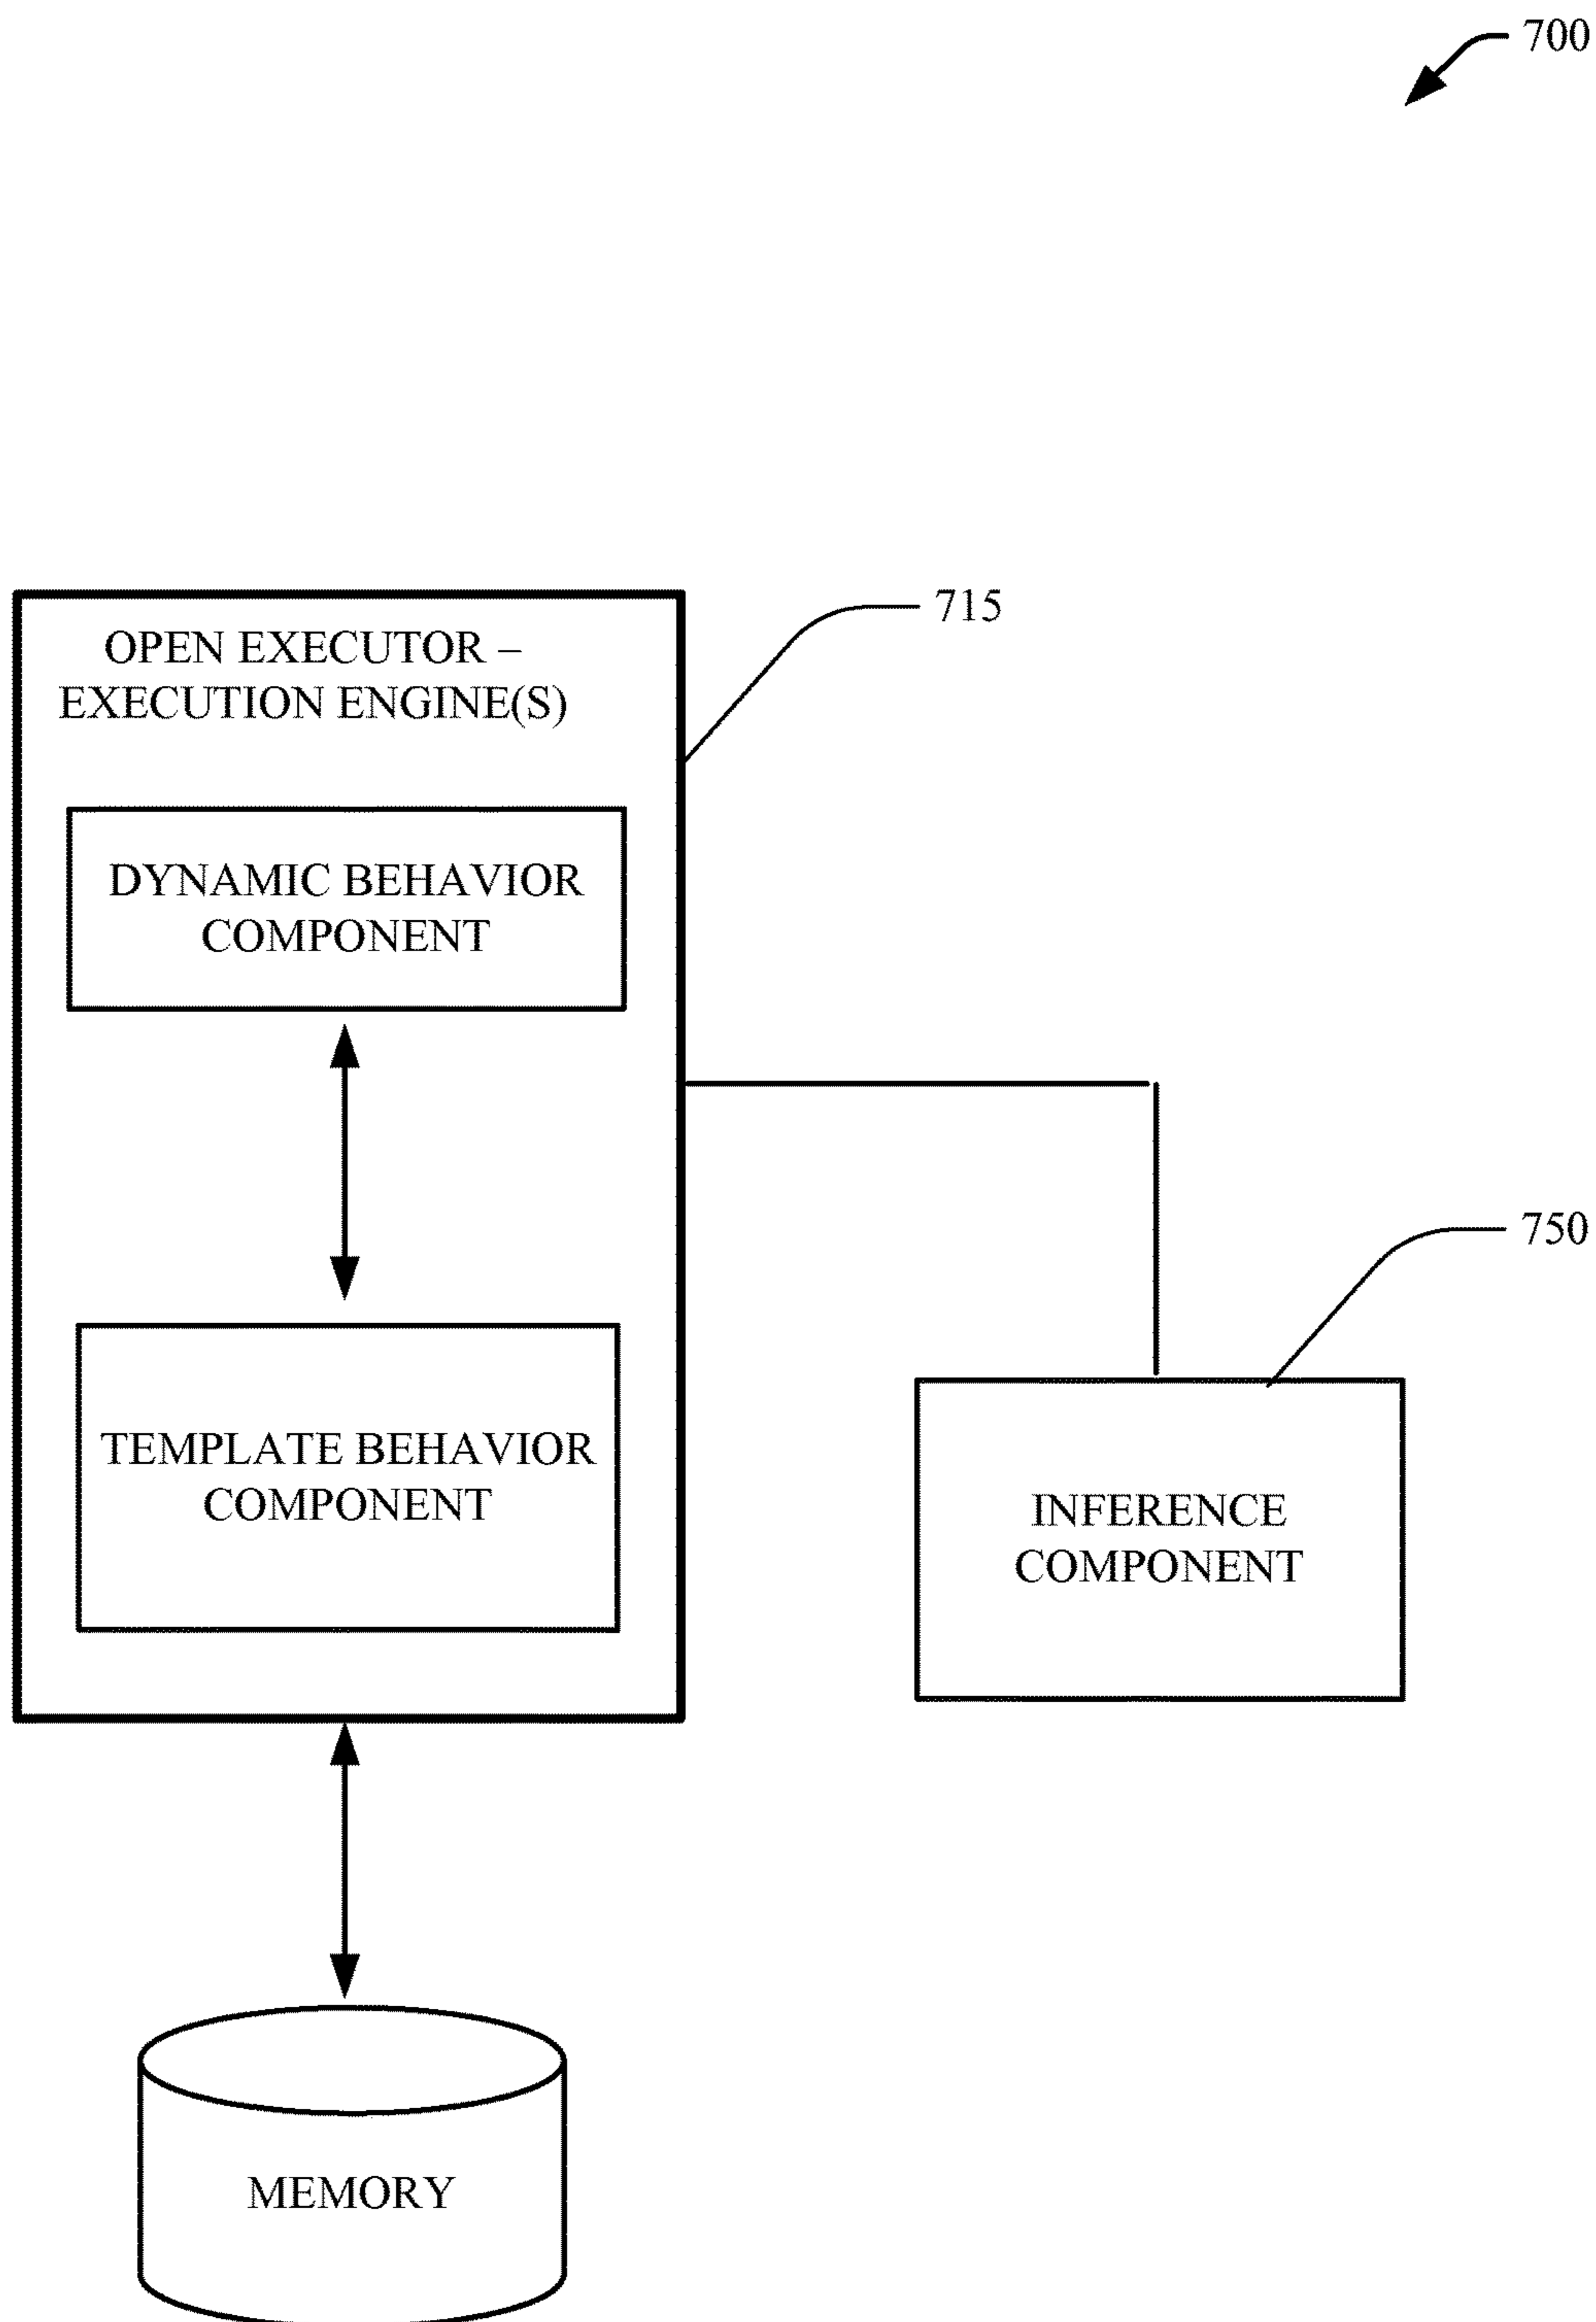 700
715
OPEN EXECUTOR –
EXECUTION ENGINE(S)
DYNAMIC BEHAVIOR
COMPONENT
750
TEMPLATE BEHAVIOR
COMPONENT
INFERENCE
COMPONENT
MEMORY